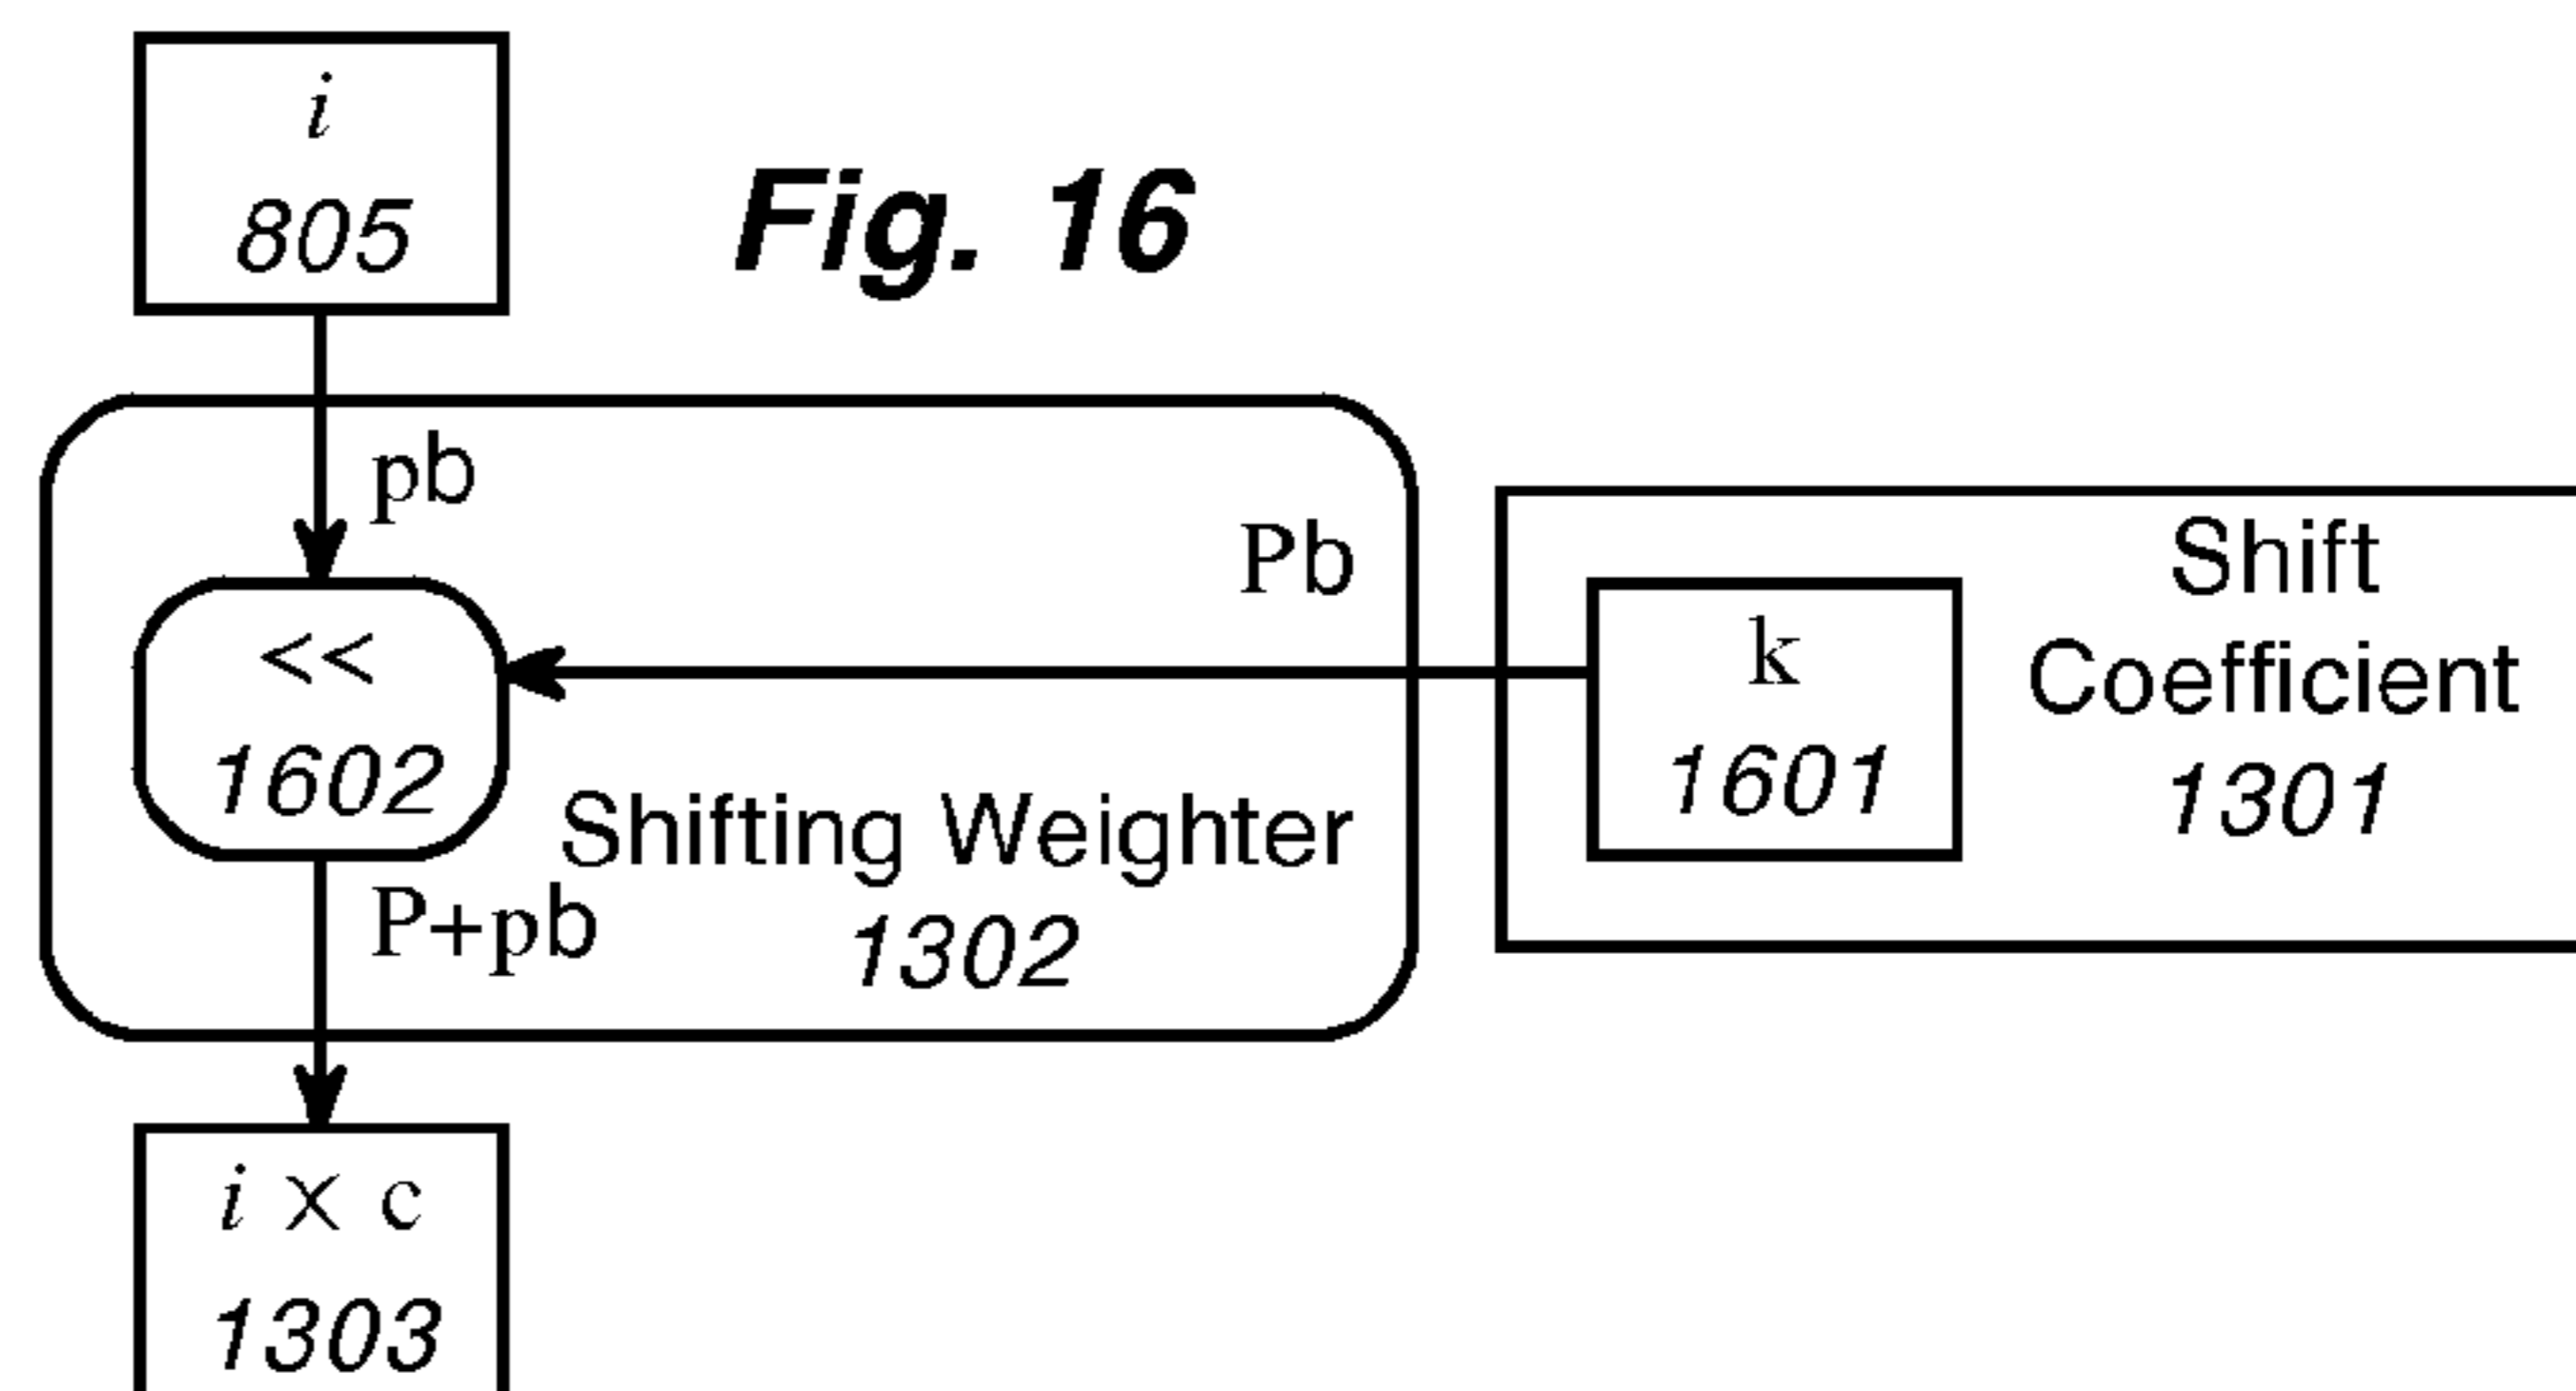 i
805
Fig. 16
pb
Pb
<<
1602
Shifting Weighter
1302
k
1601
Shift
Coefficient
1301
P+pb
i × c
1303